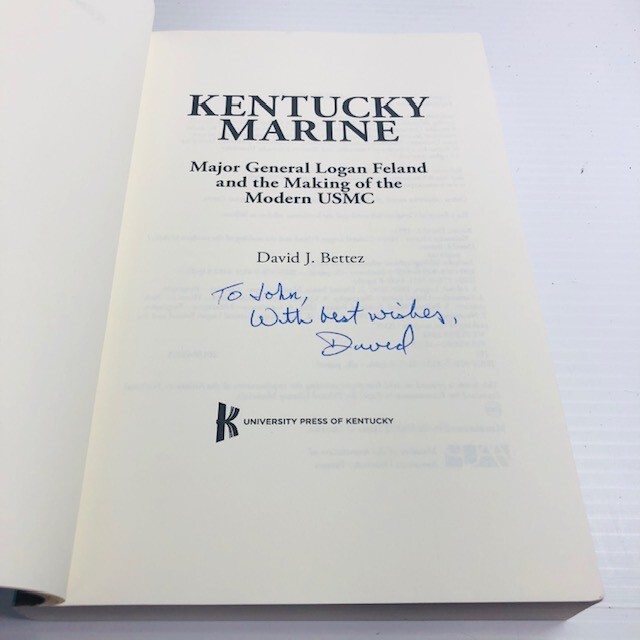 KENTUCKY
MARINE
Major General Logan Feland
and the Making of the
Modern USMC
David J. Bettez
To John,
With best wishes,
David
K UNIVERSITY PRESS OF KENTUCKY